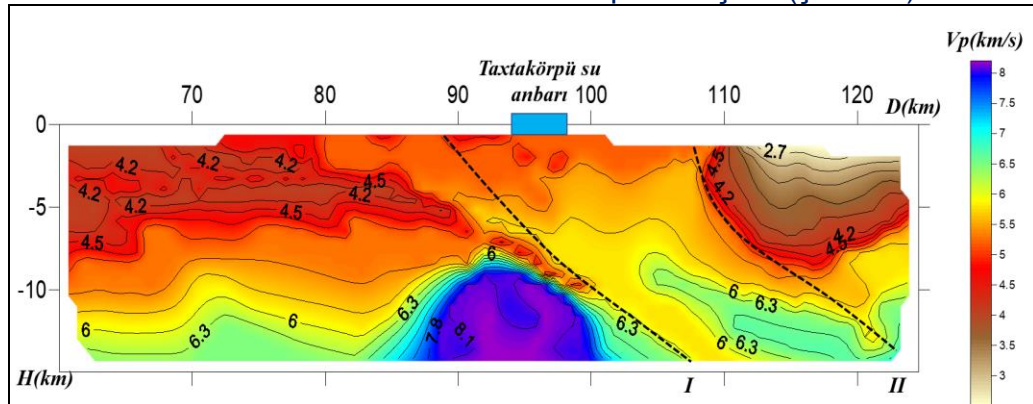 Vp(km/s)
Taxtakörpü su
anbarı
70 80 90 100 110 120 D(km)
0
-5
-10
H(km)
4.2 4.2 4.2 4.2 4.2 4.5 4.5 4.5
6 6.3 6 6.3 7.8 8.1 6 6.3
4.5 4.2 2.7 4.2 4.5 6 6.3 6 6.3 6
I II
8
7.5
7
6.5
6
5.5
5
4.5
4
3.5
3